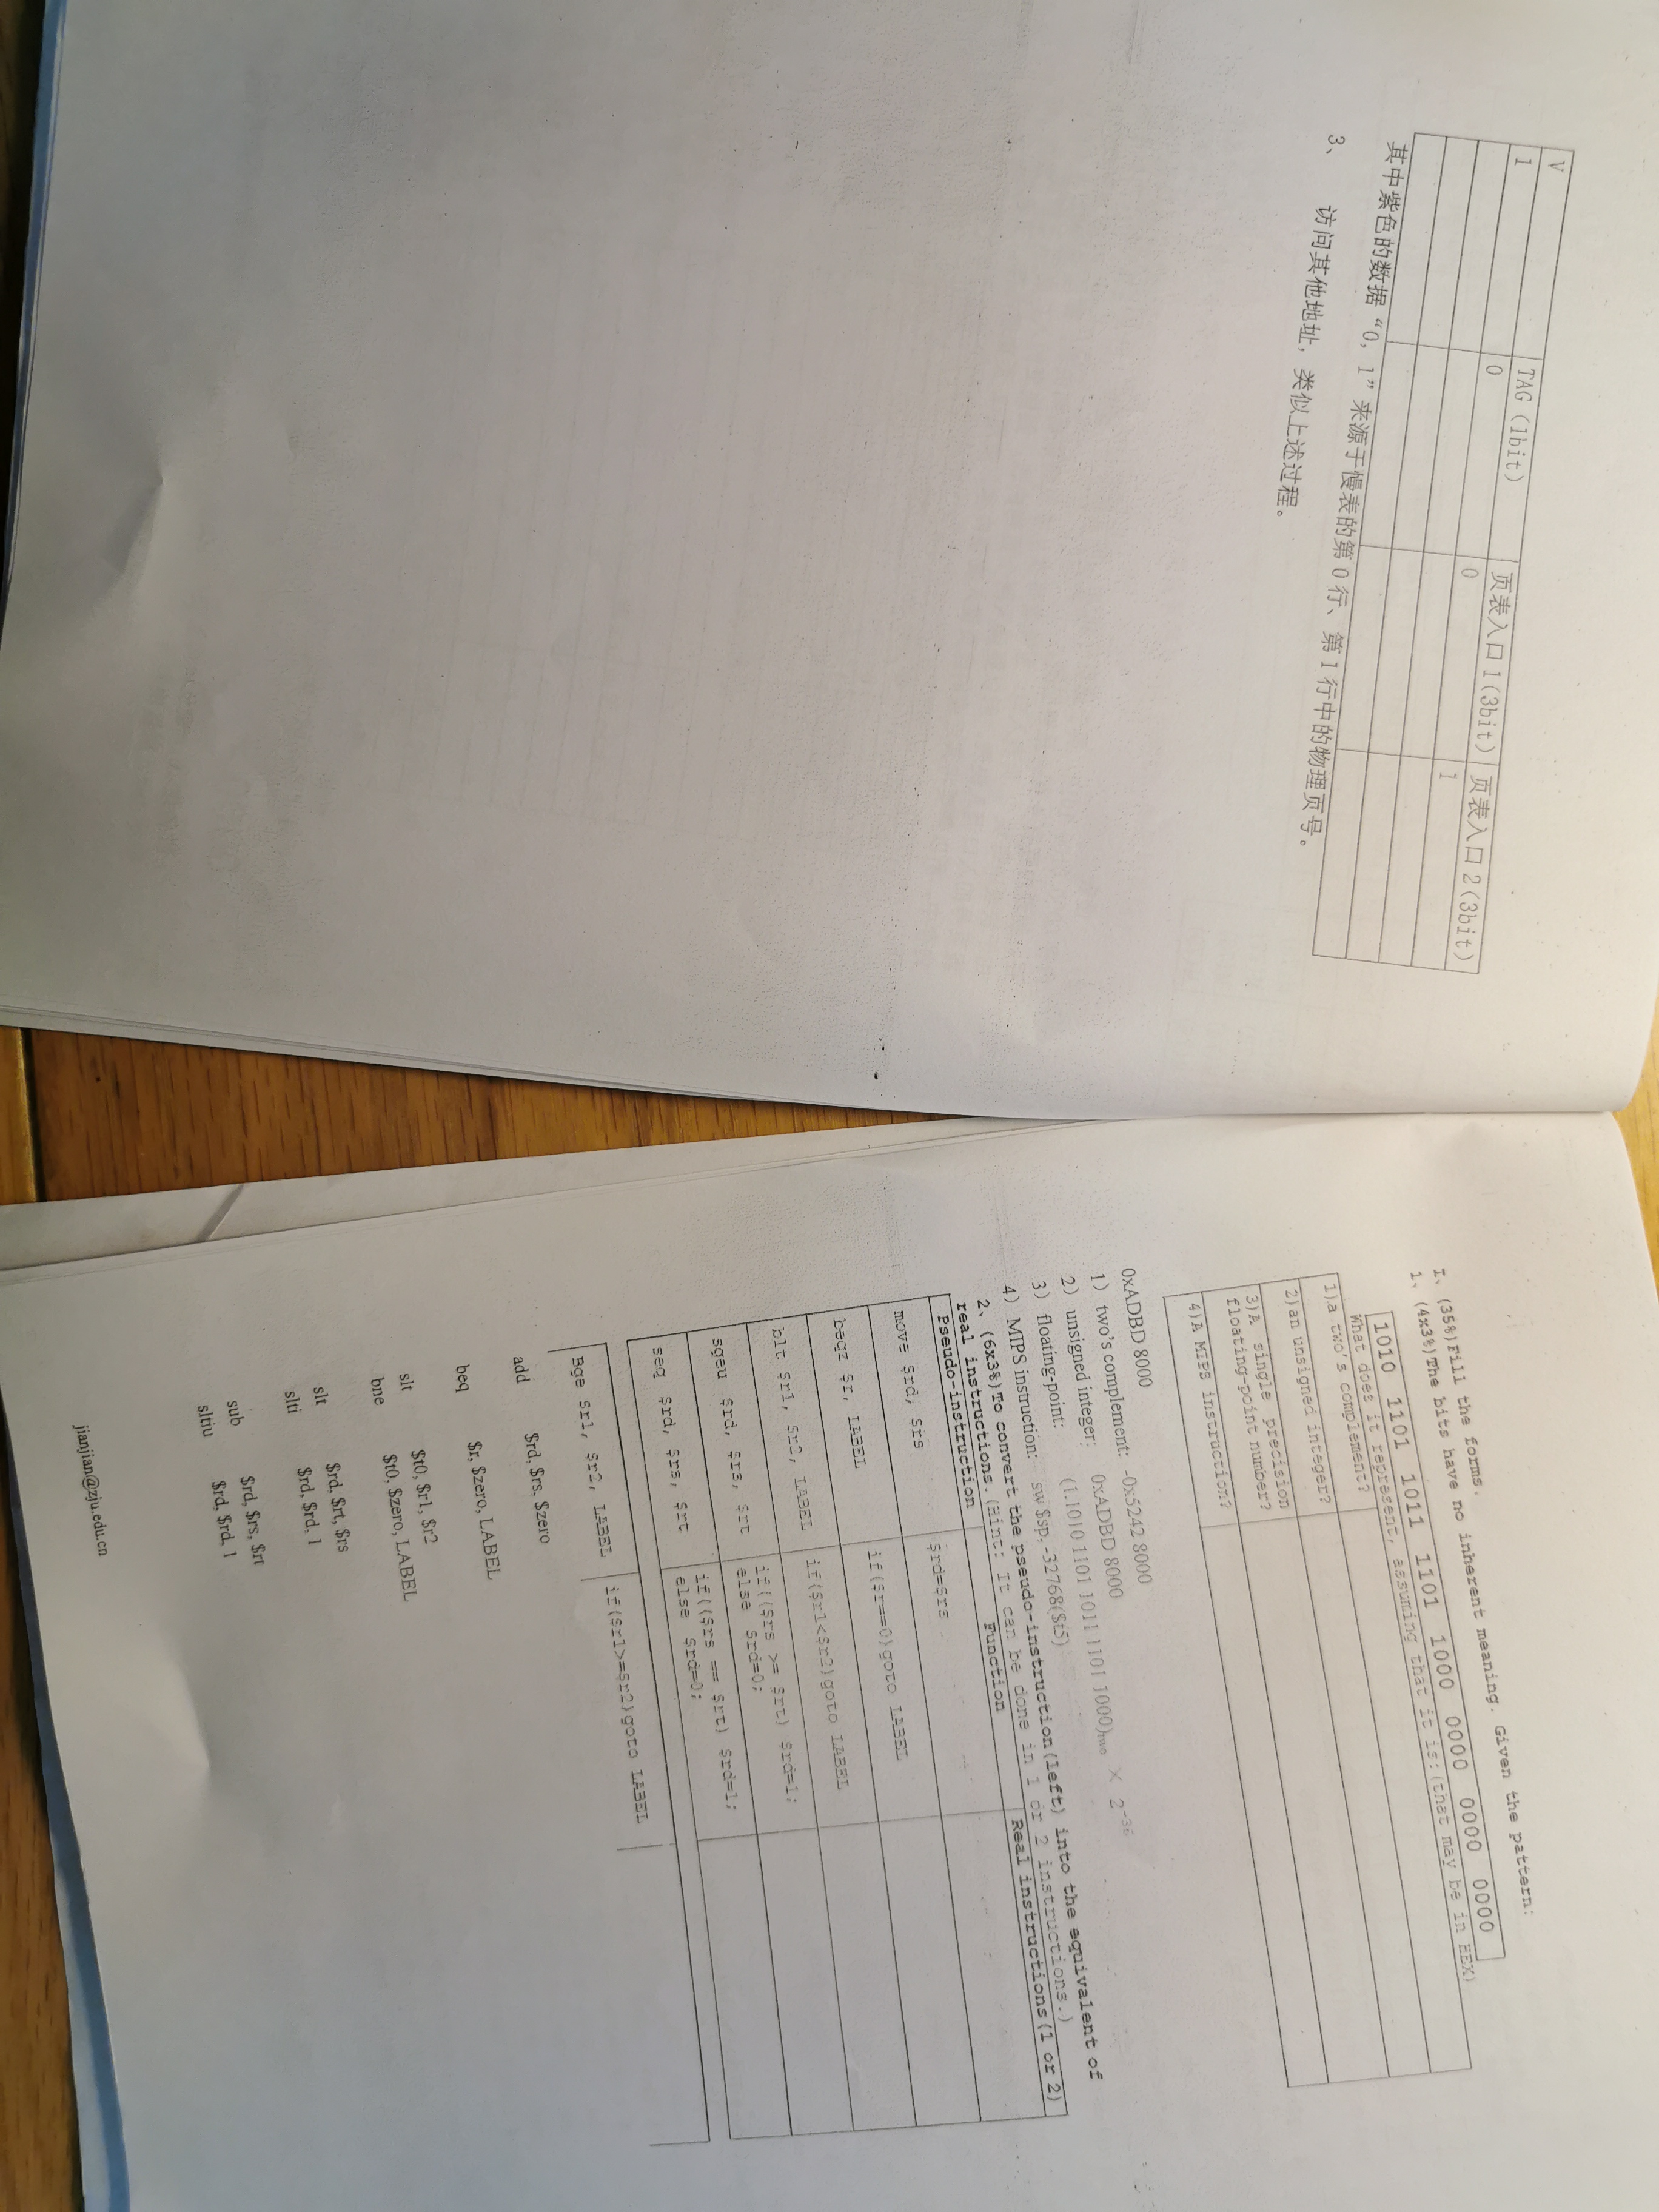 V TAG(1bit) 页表入口1(3bit) 页表入口2(3bit)
1 0 0 1
其中紫色的数据“0, 1”来源于慢表的第0行、第1行中的物理页号。
3、 访问其他地址, 类似上述过程。
I、(35%)Fill the forms.
1、(4x3%)The bits have no inherent meaning. Given the pattern:
1010 1101 1011 1101 1000 0000 0000 0000
What does it represent, assuming that it is:(that may be in HEX)
1)a two's complement?
2)an unsigned integer?
3)A single precision
floating-point number?
4)A MIPS instruction?
0xADBD 8000
1) two's complement: -0x5242 8000
2) unsigned integer: 0xADBD 8000
3) floating-point: (1.1010 1101 1011 1101 1000)two × 2-36
4) MIPS instruction: sw $sp, -32768($t5)
2、(6x3%)To convert the pseudo-instruction(left) into the equivalent of
real instructions.(Hint: It can be done in 1 or 2 instructions.)
Pseudo-instruction Function Real instructions(1 or 2)
move $rd, $rs $rd=$rs
beqz $r, LABEL if($r==0)goto LABEL
blt $r1, $r2, LABEL if($r1<$r2)goto LABEL
sgeu $rd, $rs, $rt if(($rs >= $rt) $rd=1;
else $rd=0;
seq $rd, $rs, $rt if(($rs == $rt) $rd=1;
else $rd=0;
Bge $r1, $r2, LABEL if($r1>=$r2)goto LABEL
add $rd, $rs, $zero
beq $r, $zero, LABEL
slt $t0, $r1, $r2
bne $t0, $zero, LABEL
slt $rd, $rt, $rs
slti $rd, $rd, 1
sub $rd, $rs, $rt
sltiu $rd, $rd, 1
jianjian@zju.edu.cn